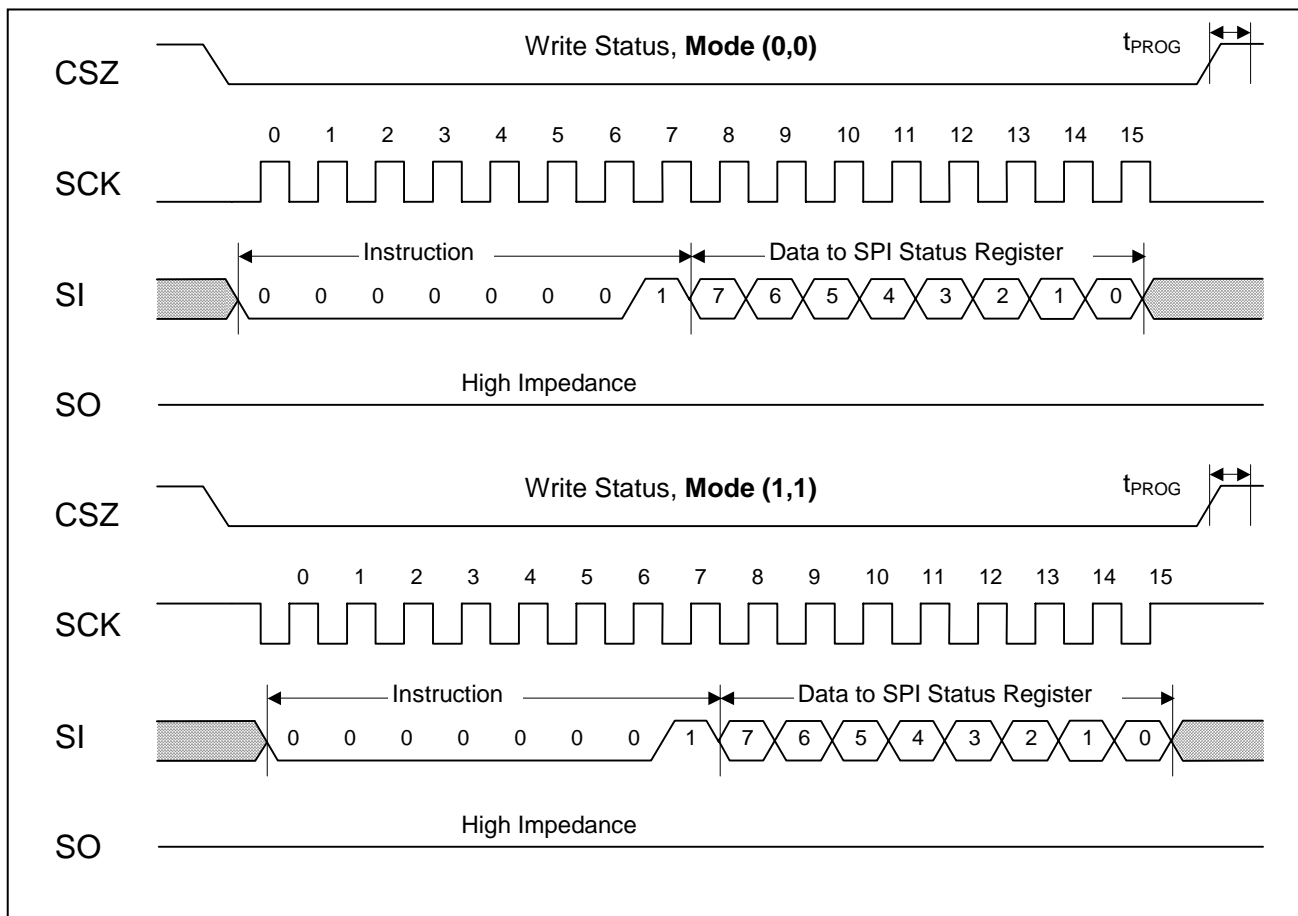 Write Status, Mode (0,0)
tPROG
CSZ
0 1 2 3 4 5 6 7 8 9 10 11 12 13 14 15
SCK
Instruction Data to SPI Status Register
SI 0 0 0 0 0 0 0 1 7 6 5 4 3 2 1 0
High Impedance
SO
Write Status, Mode (1,1)
tPROG
CSZ
0 1 2 3 4 5 6 7 8 9 10 11 12 13 14 15
SCK
Instruction Data to SPI Status Register
SI 0 0 0 0 0 0 0 1 7 6 5 4 3 2 1 0
High Impedance
SO